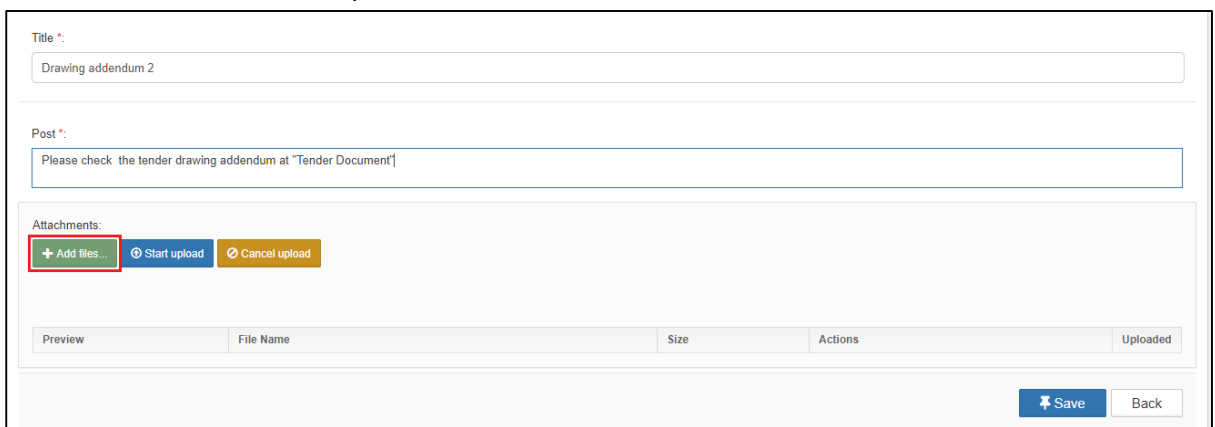 Title *:
Drawing addendum 2
Post *:
Please check  the tender drawing addendum at "Tender Document"
Attachments:
Add files... Start upload Cancel upload
Preview File Name Size Actions Uploaded
Save Back